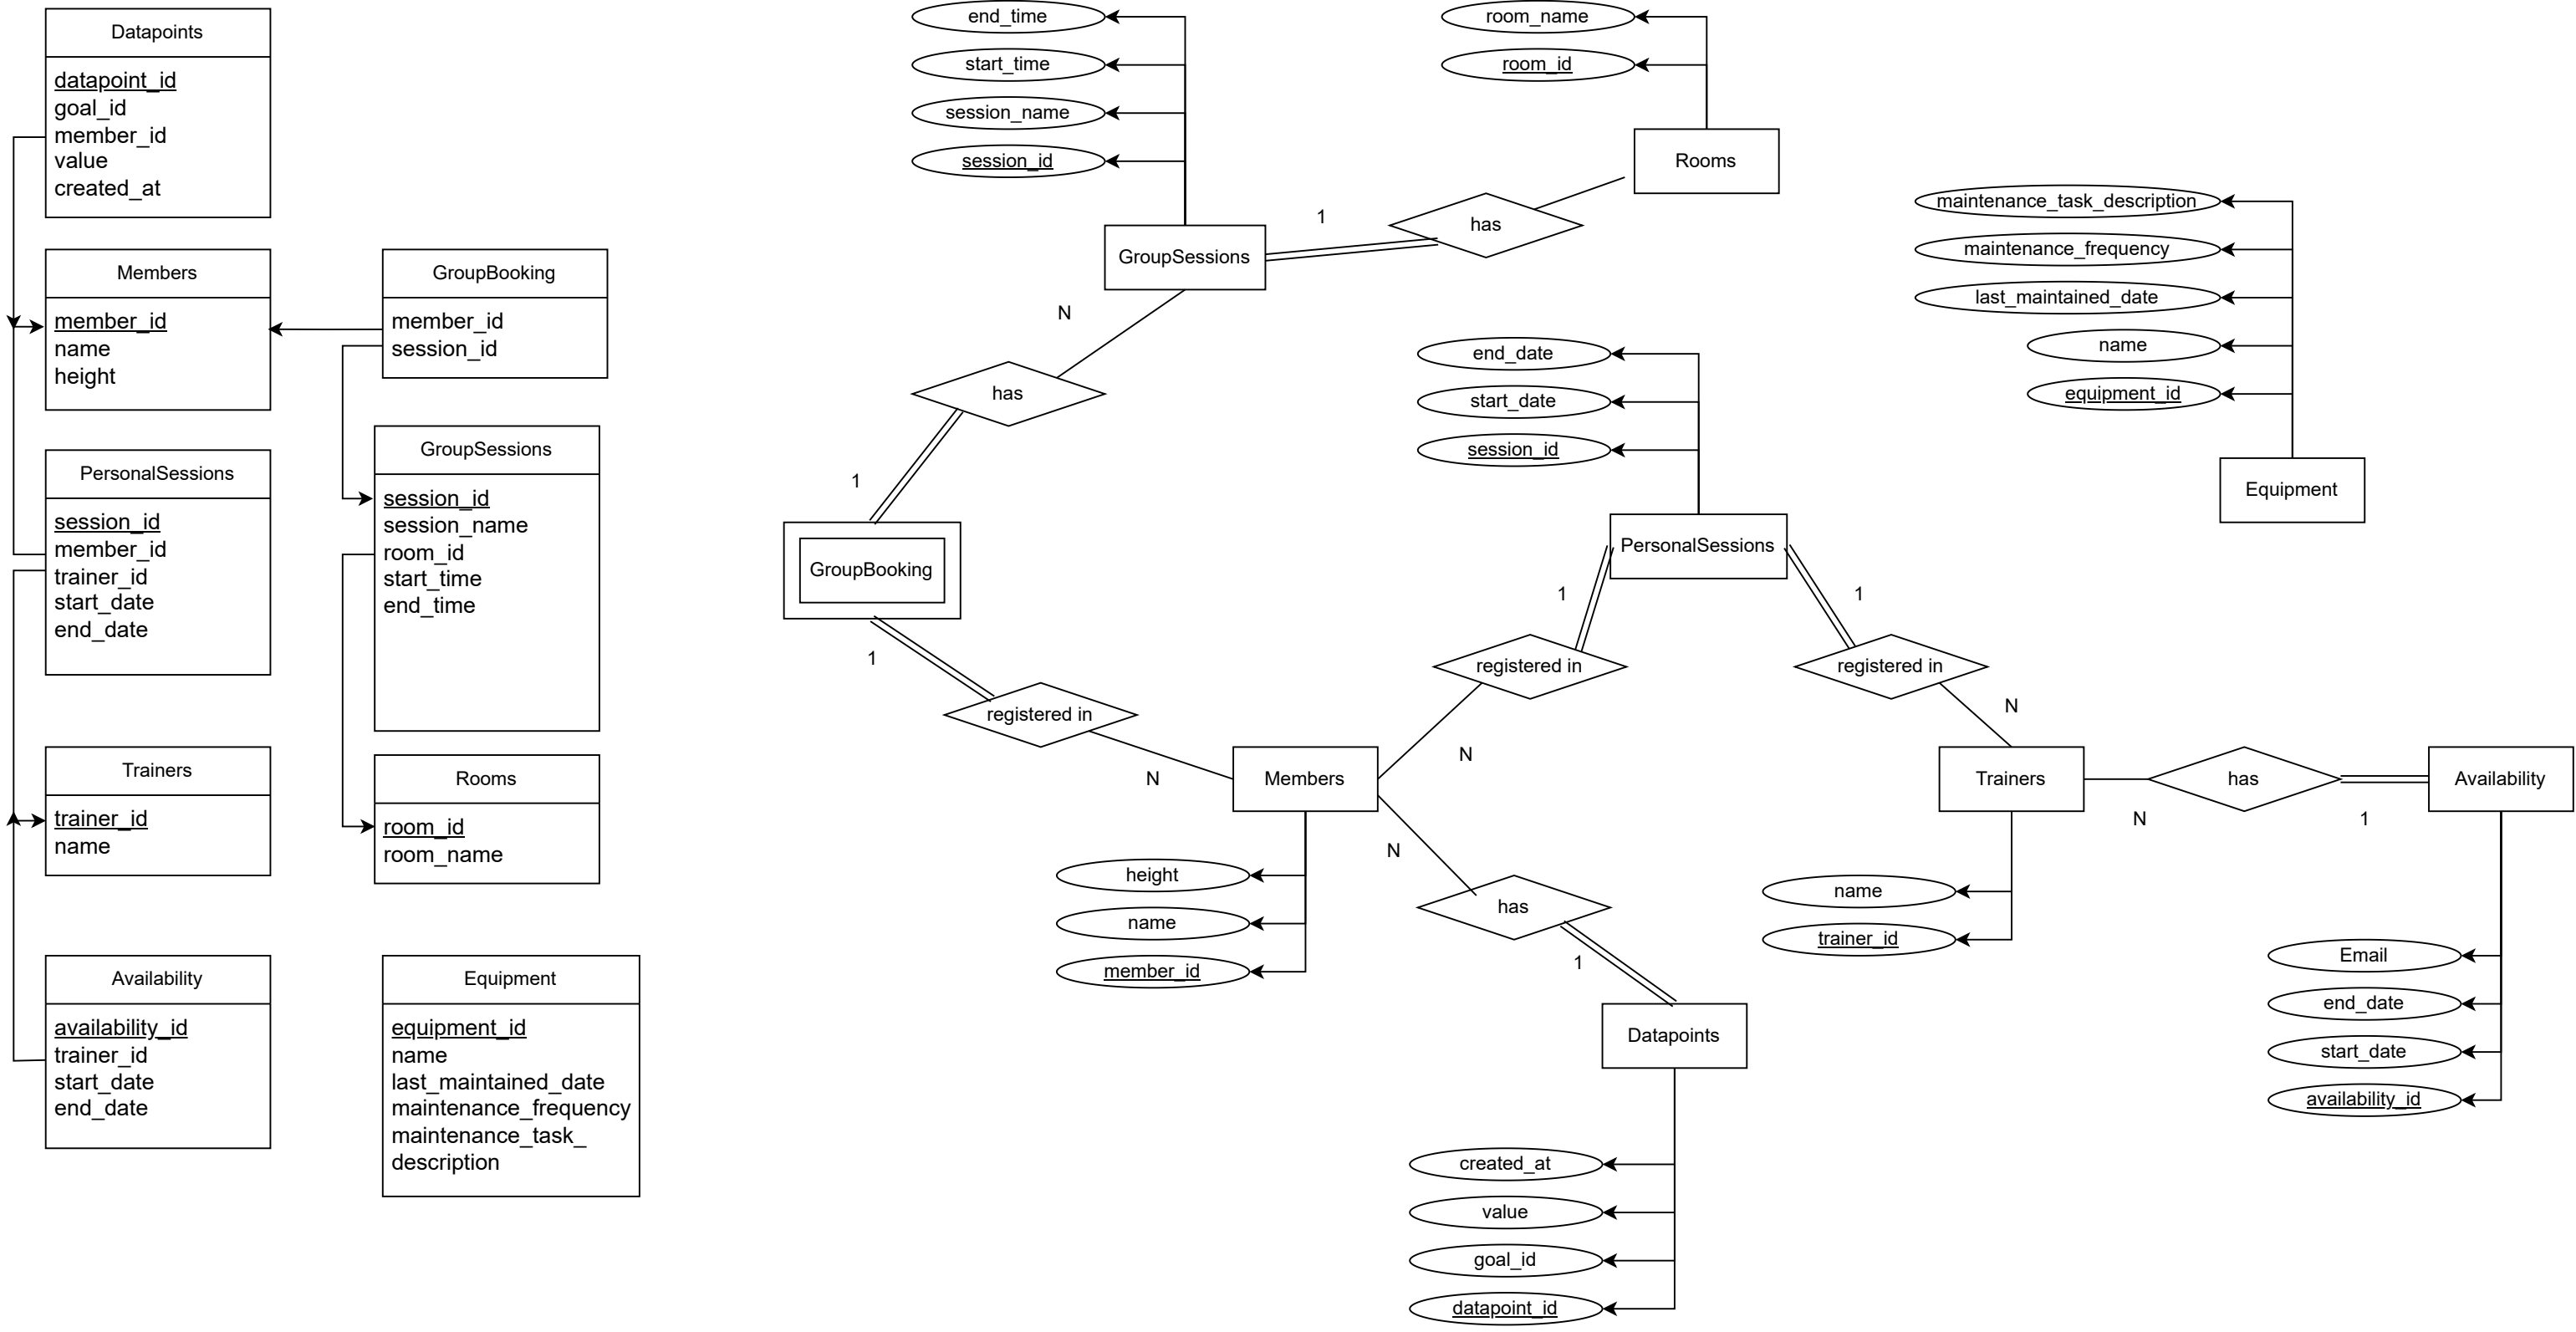 Datapoints
datapoint_id
goal_id
member_id
value
created_at
Members
member_id
name
height
GroupBooking
member_id
session_id
PersonalSessions
session_id
member_id
trainer_id
start_date
end_date
GroupSessions
session_id
session_name
room_id
start_time
end_time
Trainers
trainer_id
name
Rooms
room_id
room_name
Availability
availability_id
trainer_id
start_date
end_date
Equipment
equipment_id
name
last_maintained_date
maintenance_frequency
maintenance_task_
description
end_time
start_time
session_name
session_id
GroupSessions
1
has
room_name
room_id
Rooms
N
has
1
GroupBooking
1
registered in
N
end_date
start_date
session_id
PersonalSessions
1
1
registered in
N
registered in
N
maintenance_task_description
maintenance_frequency
last_maintained_date
name
equipment_id
Equipment
Members
height
name
member_id
N
has
1
Datapoints
created_at
value
goal_id
datapoint_id
Trainers
name
trainer_id
N
has
1
Availability
Email
end_date
start_date
availability_id